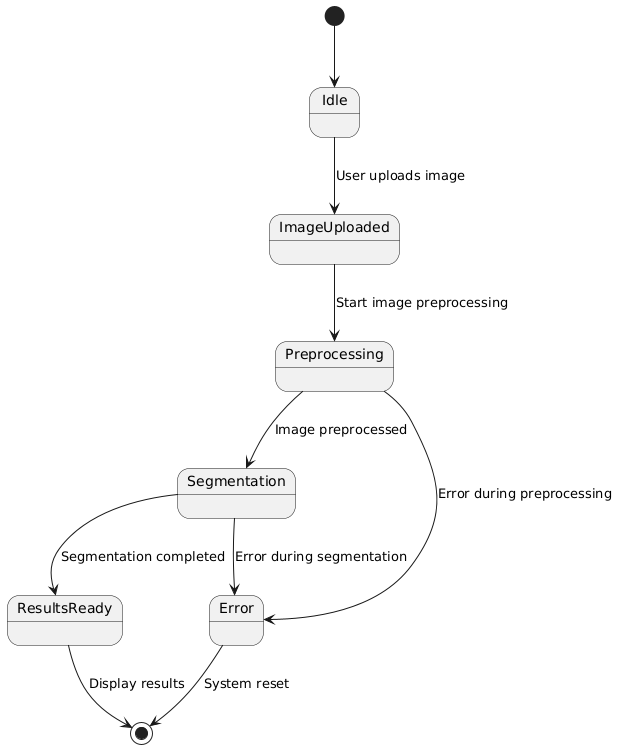 Idle
User uploads image
ImageUploaded
Start image preprocessing
Preprocessing
Image preprocessed
Segmentation
Error during preprocessing
Segmentation completed
Error during segmentation
ResultsReady
Error
Display results
System reset